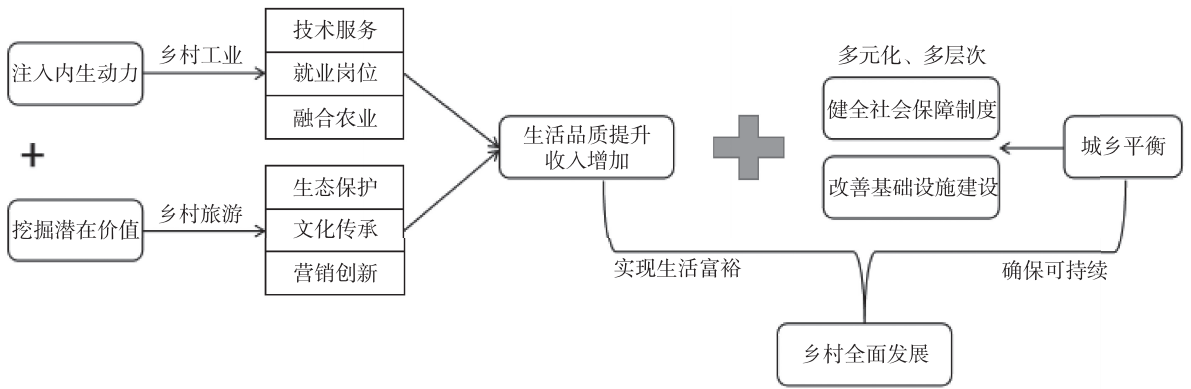 注入内生动力
乡村工业
技术服务
就业岗位
融合农业
+
挖掘潜在价值
乡村旅游
生态保护
文化传承
营销创新
生活品质提升
收入增加
多元化、多层次
健全社会保障制度
改善基础设施建设
城乡平衡
实现生活富裕
确保可持续
乡村全面发展